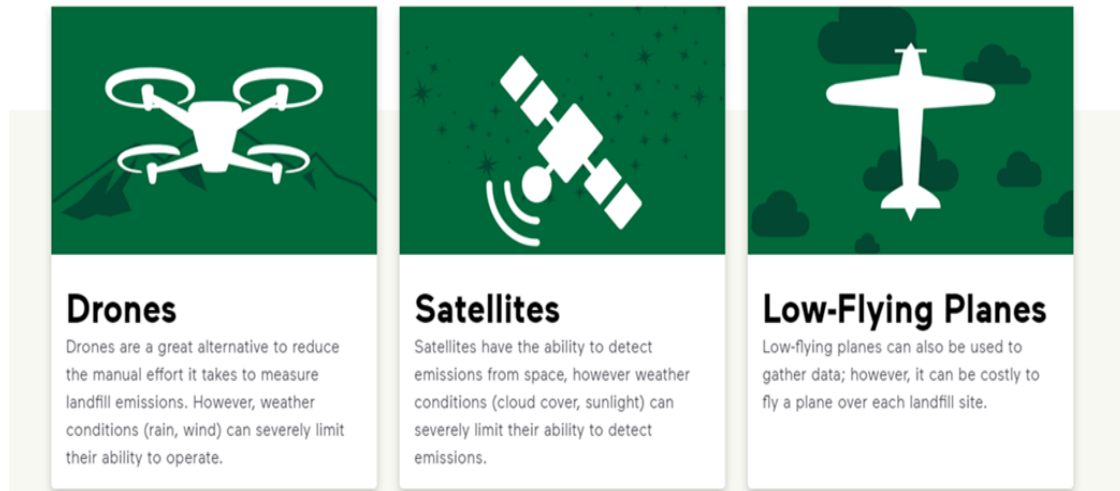 Drones
Drones are a great alternative to reduce
the manual effort it takes to measure
landfill emissions. However, weather
conditions (rain, wind) can severely limit
their ability to operate.
Satellites
Satellites have the ability to detect
emissions from space, however weather
conditions (cloud cover, sunlight) can
severely limit their ability to detect
emissions.
Low-Flying Planes
Low-flying planes can also be used to
gather data; however, it can be costly to
fly a plane over each landfill site.